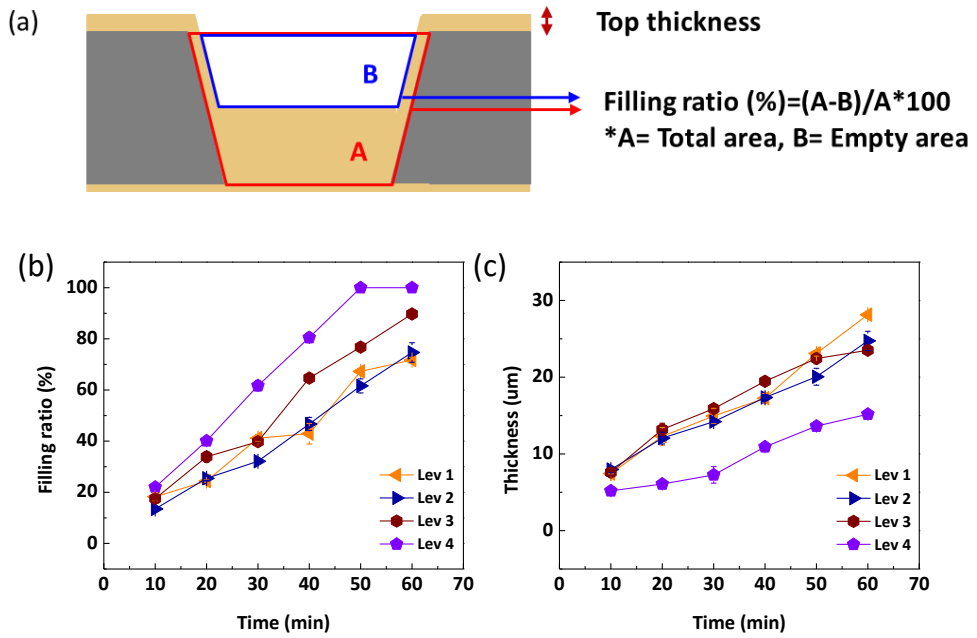 (a)
Top thickness
B
A
Filling ratio (%)=(A-B)/A*100
*A= Total area, B= Empty area
(b)
Filling ratio (%)
100
80
60
40
20
0
0 10 20 30 40 50 60 70
Time (min)
Lev 1
Lev 2
Lev 3
Lev 4
(c)
Thickness (um)
30
20
10
0
0 10 20 30 40 50 60 70
Time (min)
Lev 1
Lev 2
Lev 3
Lev 4